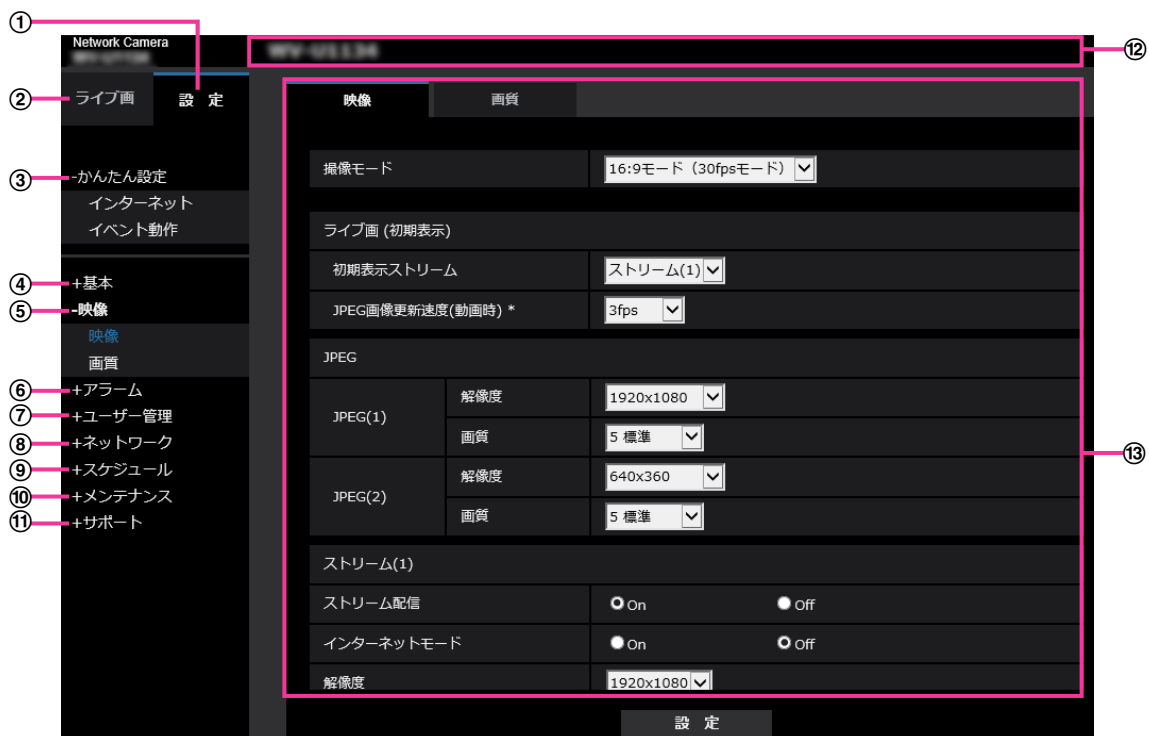 ①
Network Camera
WV-U1134
⑫
②
ライブ画
設 定
映像
画質
撮像モード
16:9モード（30fpsモード）
③
-かんたん設定
インターネット
イベント動作
ライブ画 (初期表示)
初期表示ストリーム
ストリーム(1)
JPEG画像更新速度(動画時) *
3fps
④
+基本
⑤
-映像
映像
画質
⑥
+アラーム
⑦
+ユーザー管理
⑧
+ネットワーク
⑨
+スケジュール
⑩
+メンテナンス
⑪
+サポート
JPEG
JPEG(1)
解像度
1920x1080
画質
5 標準
JPEG(2)
解像度
640x360
画質
5 標準
⑬
ストリーム(1)
ストリーム配信
On
Off
インターネットモード
On
Off
解像度
1920x1080
設 定